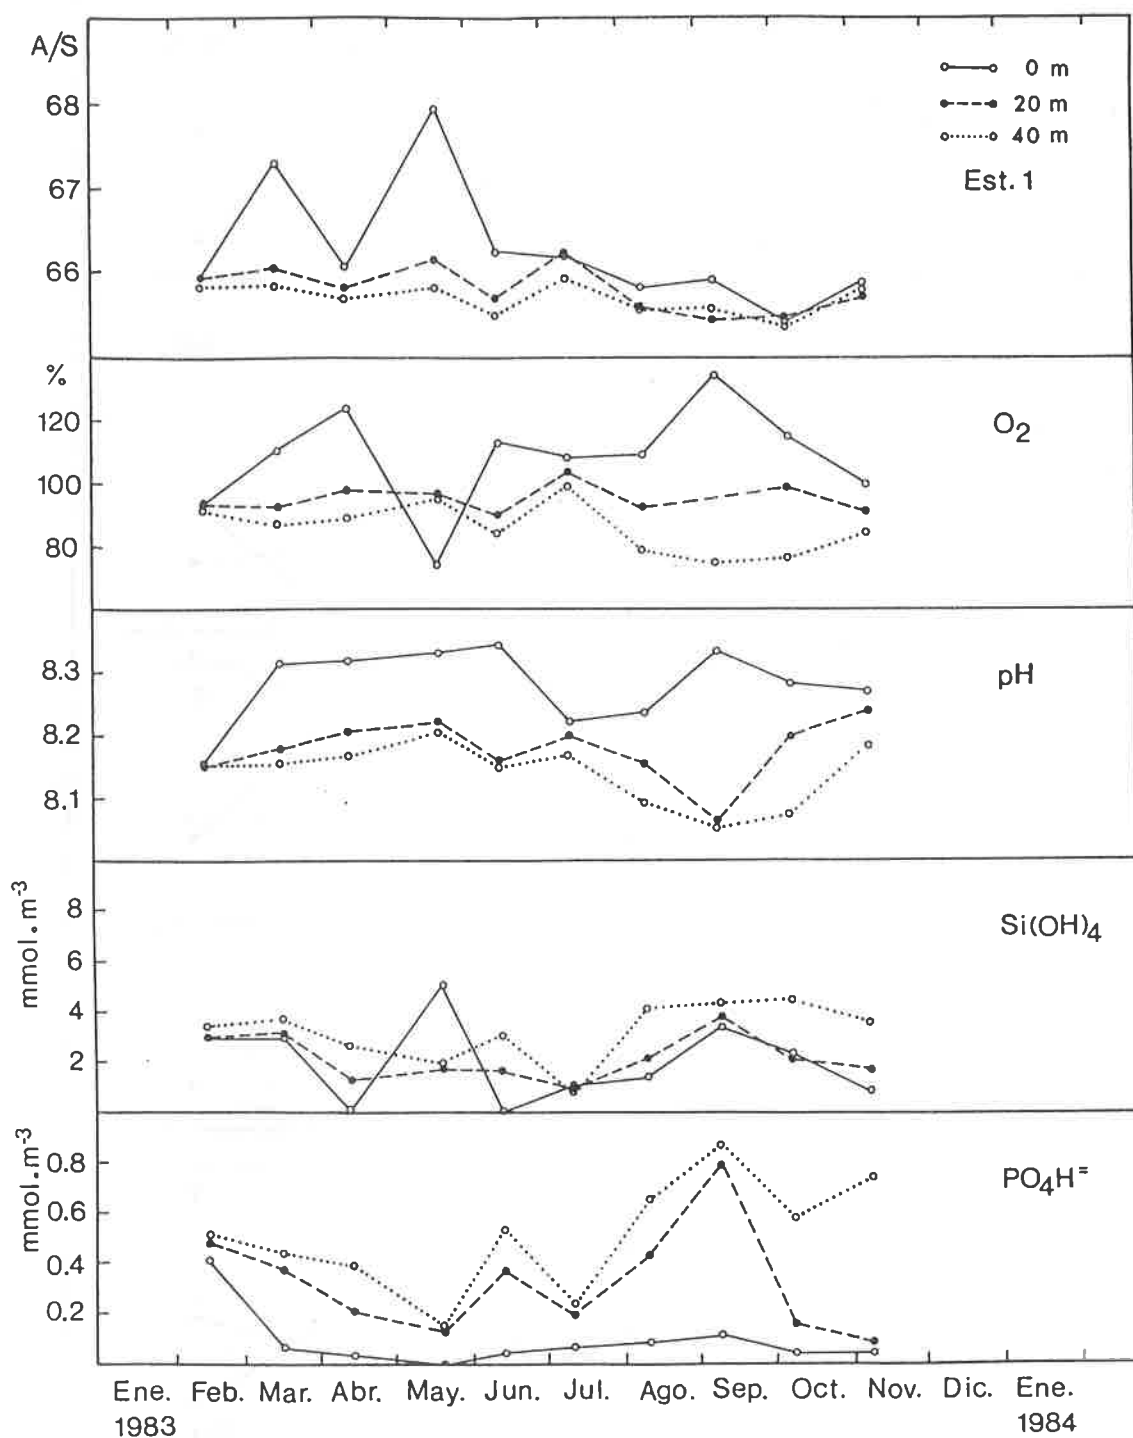 A/S
68
67
66
0 m
20 m
40 m
Est. 1
%
120
100
80
O2
8.3
8.2
8.1
pH
mmol.m-3
8
6
4
2
Si(OH)4
mmol.m-3
0.8
0.6
0.4
0.2
PO4H=
Ene. Feb. Mar. Abr. May. Jun. Jul. Ago. Sep. Oct. Nov. Dic. Ene.
1983 1984